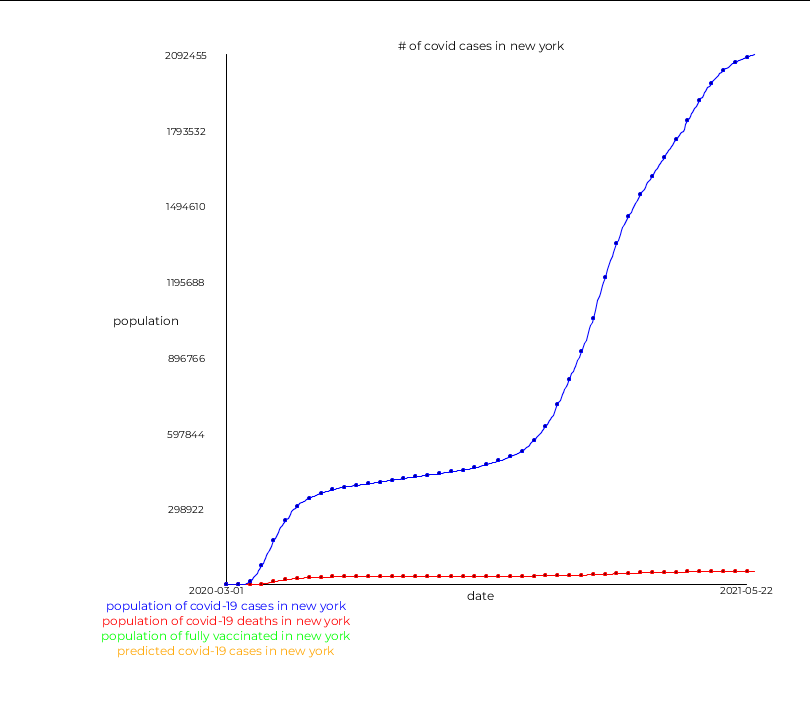 # of covid cases in new york
2092455
1793532
1494610
1195688
population
896766
597844
298922
2020-03-01
2021-05-22
date
population of covid-19 cases in new york
population of covid-19 deaths in new york
population of fully vaccinated in new york
predicted covid-19 cases in new york